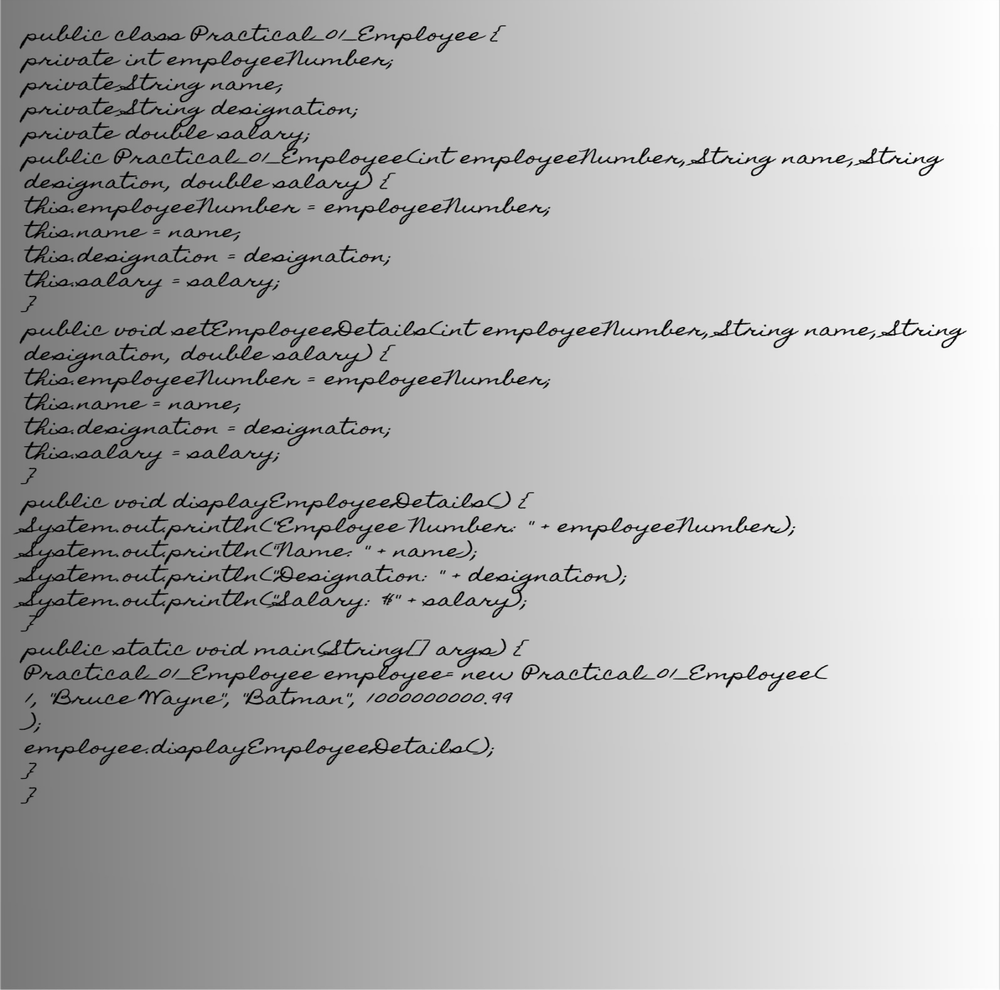 public class Practical_01_Employee {
private int employeeNumber;
private String name;
private String designation;
private double salary;
public Practical_01_Employee(int employeeNumber, String name, String
designation, double salary) {
this.employeeNumber = employeeNumber;
this.name = name;
this.designation = designation;
this.salary = salary;
}
public void setEmployeeDetails(int employeeNumber, String name, String
designation, double salary) {
this.employeeNumber = employeeNumber;
this.name = name;
this.designation = designation;
this.salary = salary;
}
public void displayEmployeeDetails() {
System.out.println("Employee Number: " + employeeNumber);
System.out.println("Name: " + name);
System.out.println("Designation: " + designation);
System.out.println("Salary: $" + salary);
}
public static void main(String[] args) {
Practical_01_Employee employee= new Practical_01_Employee(
1, "Bruce Wayne", "Batman", 1000000000.99
);
employee.displayEmployeeDetails();
}
}